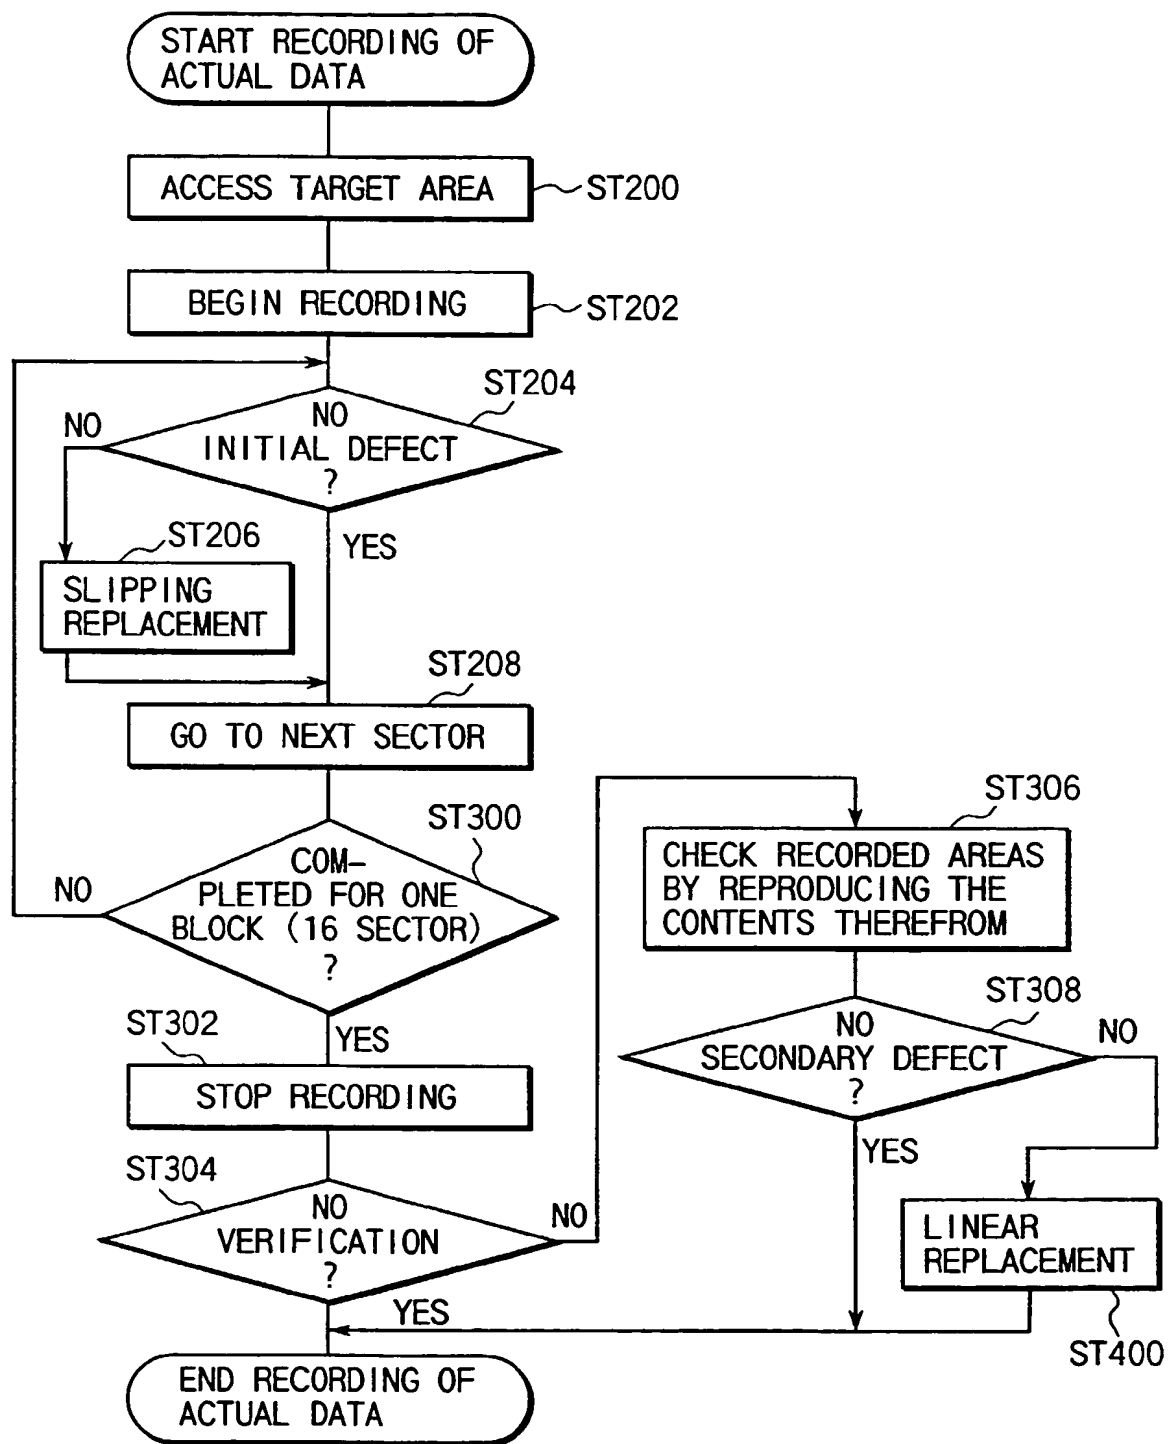 START RECORDING OF
ACTUAL DATA
ACCESS TARGET AREA
ST200
BEGIN RECORDING
ST202
ST204
NO
NO
INITIAL DEFECT
?
YES
ST206
SLIPPING
REPLACEMENT
ST208
GO TO NEXT SECTOR
ST300
COM-
PLETED FOR ONE
BLOCK (16 SECTOR)
?
NO
YES
ST302
STOP RECORDING
ST304
NO
VERIFICATION
?
NO
YES
ST306
CHECK RECORDED AREAS
BY REPRODUCING THE
CONTENTS THEREFROM
ST308
NO
SECONDARY DEFECT
?
NO
YES
LINEAR
REPLACEMENT
ST400
END RECORDING OF
ACTUAL DATA